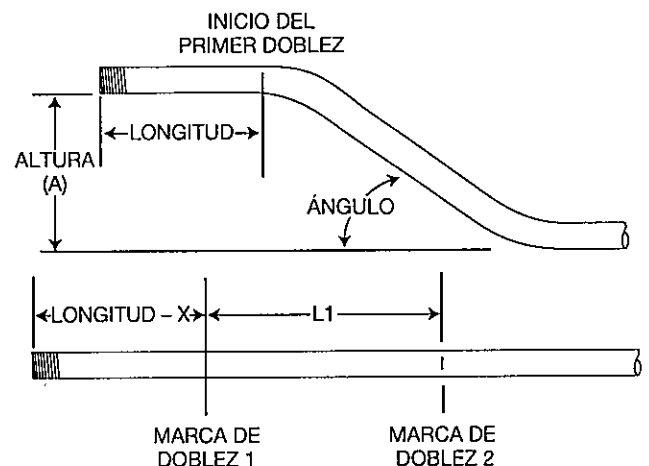 INICIO DEL
PRIMER DOBLEZ
LONGITUD
ALTURA
(A)
ÁNGULO
LONGITUD - X
L1
MARCA DE
DOBLEZ 1
MARCA DE
DOBLEZ 2